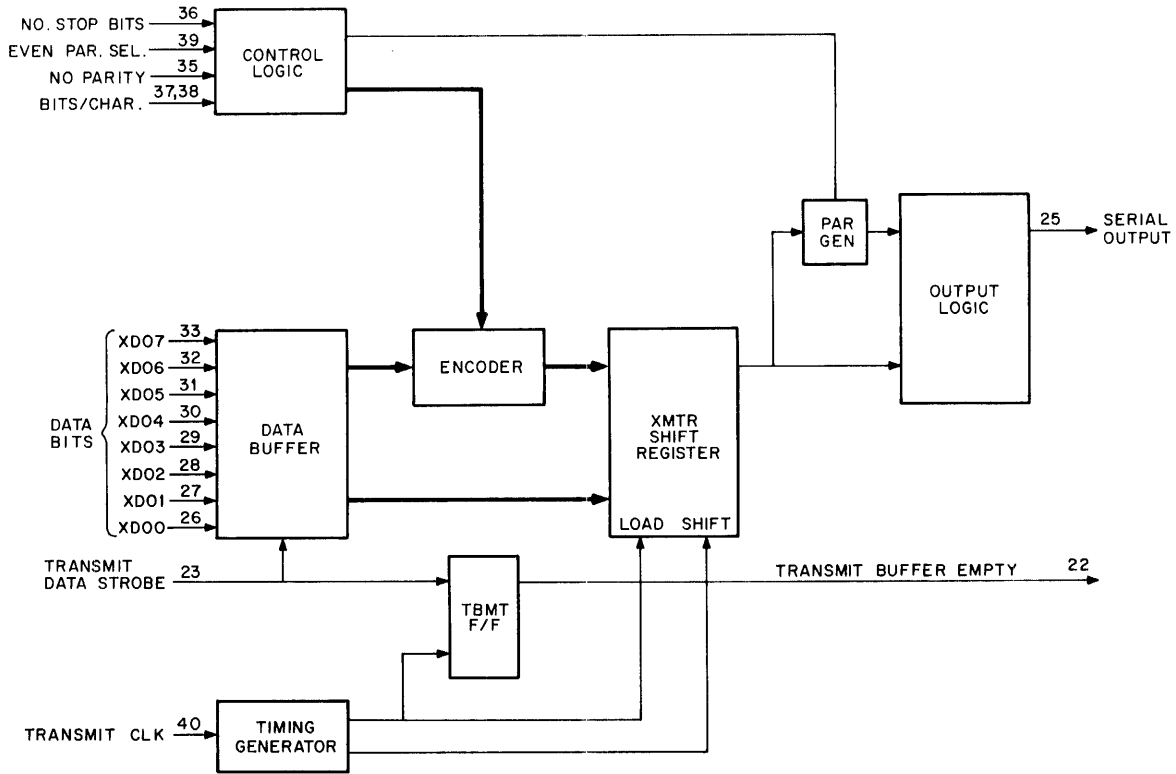 NO. STOP BITS 36
EVEN PAR. SEL. 39
NO PARITY 35
BITS/CHAR. 37,38
CONTROL
LOGIC
PAR
GEN
OUTPUT
LOGIC
25
SERIAL
OUTPUT
DATA
BITS
XD07 33
XD06 32
XD05 31
XD04 30
XD03 29
XD02 28
XD01 27
XD00 26
DATA
BUFFER
ENCODER
XMTR
SHIFT
REGISTER
LOAD SHIFT
TRANSMIT
DATA STROBE 23
TBMT
F/F
TRANSMIT BUFFER EMPTY 22
TRANSMIT CLK 40
TIMING
GENERATOR